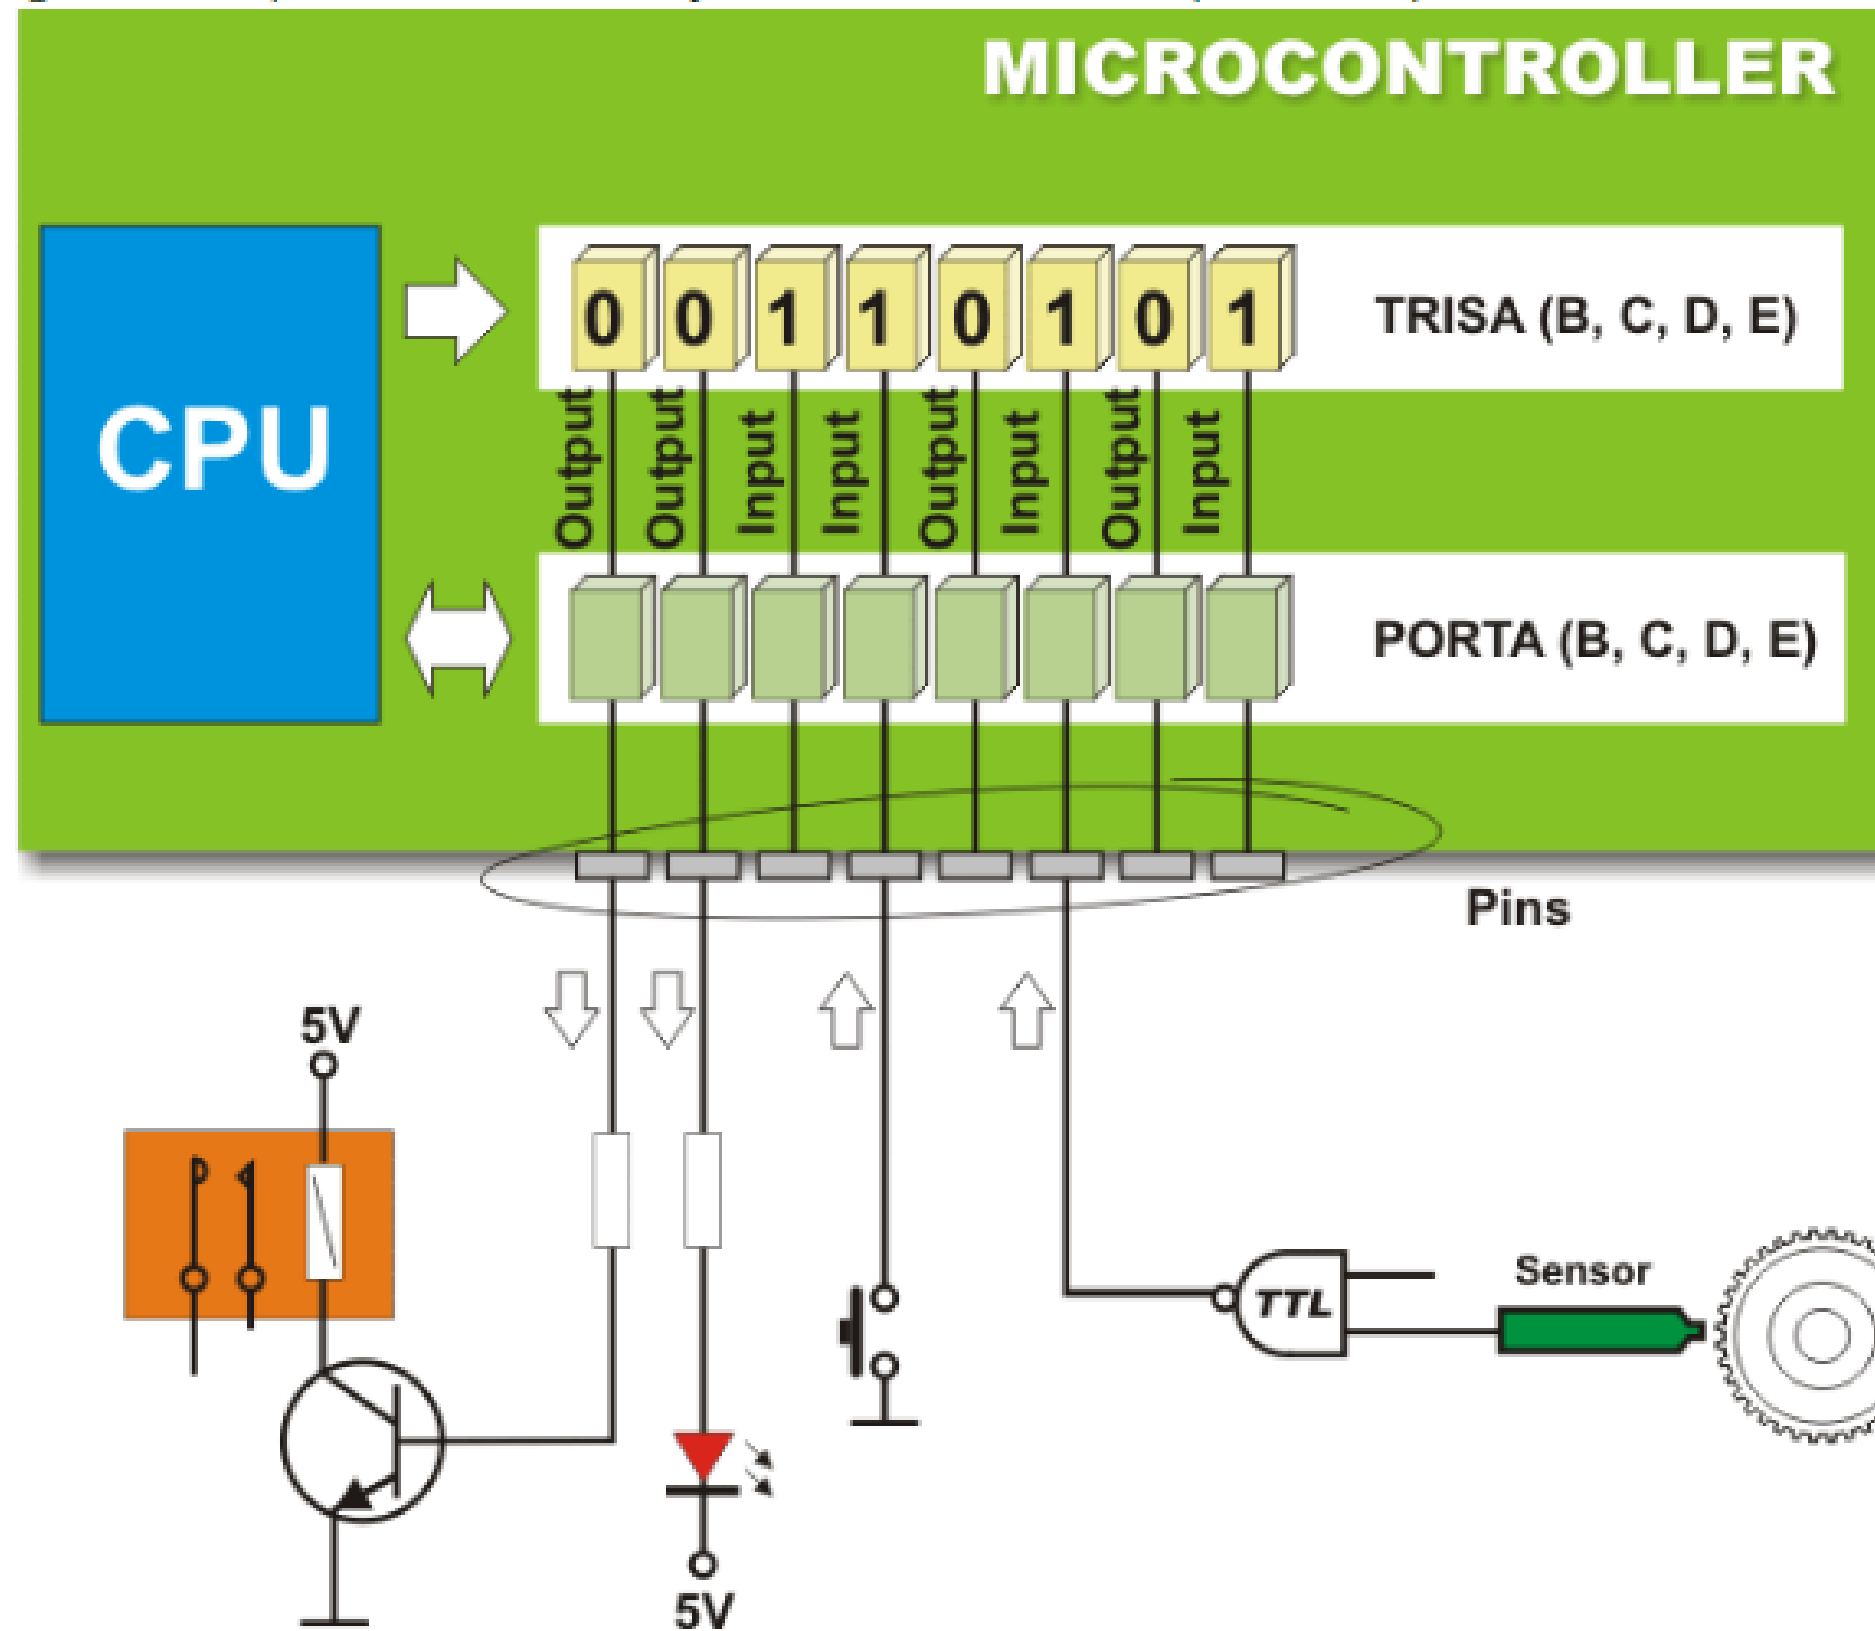 MICROCONTROLLER
CPU
0 0 1 1 0 1 0 1
TRISA (B, C, D, E)
Output Output Input Input Output Input Output Input
PORTA (B, C, D, E)
Pins
5V
Sensor
TTL
5V